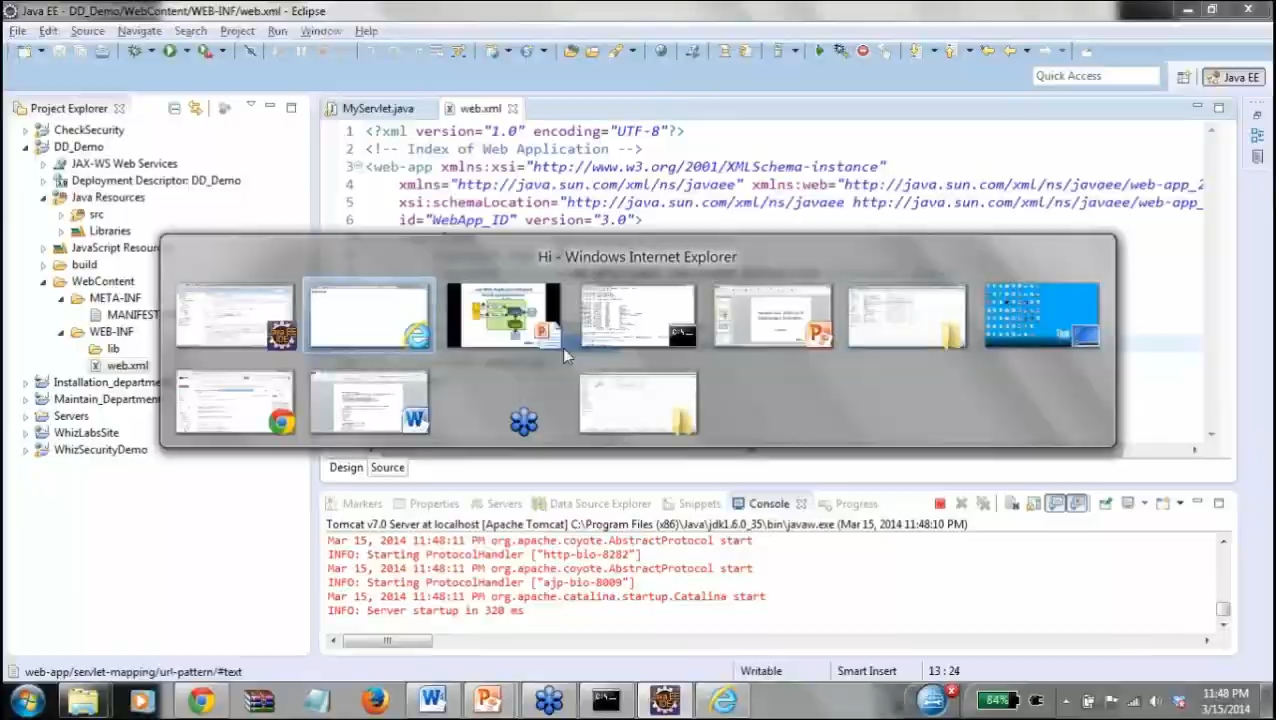 Java EE - DD_Demo/WebContent/WEB-INF/web.xml - Eclipse
File Edit Source Navigate Search Project Run Window Help
Quick Access
Java EE
Project Explorer
MyServlet.java
web.xml
CheckSecurity
DD_Demo
JAX-WS Web Services
Deployment Descriptor: DD_Demo
Java Resources
src
Libraries
JavaScript Resour
build
WebContent
META-INF
MANIFEST
WEB-INF
lib
web.xml
Installation_departme
Maintain_Department
Servers
WhizLabsSite
WhizSecurityDemo
1 <?xml version="1.0" encoding="UTF-8"?>
2 <!-- Index of Web Application -->
3 <web-app xmlns:xsi="http://www.w3.org/2001/XMLSchema-instance"
4 xmlns="http://java.sun.com/xml/ns/javaee" xmlns:web="http://java.sun.com/xml/ns/javaee/web-app_2
5 xsi:schemaLocation="http://java.sun.com/xml/ns/javaee http://java.sun.com/xml/ns/javaee/web-app_
6 id="WebApp_ID" version="3.0">
Hi - Windows Internet Explorer
Design Source
Markers Properties Servers Data Source Explorer Snippets Console Progress
Tomcat v7.0 Server at localhost [Apache Tomcat] C:\Program Files (x86)\Java\jdk1.6.0_35\bin\javaw.exe (Mar 15, 2014 11:48:10 PM)
Mar 15, 2014 11:48:11 PM org.apache.coyote.AbstractProtocol start
INFO: Starting ProtocolHandler ["http-bio-8282"]
Mar 15, 2014 11:48:11 PM org.apache.coyote.AbstractProtocol start
INFO: Starting ProtocolHandler ["ajp-bio-8009"]
Mar 15, 2014 11:48:11 PM org.apache.catalina.startup.Catalina start
INFO: Server startup in 320 ms
web-app/servlet-mapping/url-pattern/#text
Writable
Smart Insert
13 : 24
84%
11:48 PM
3/15/2014